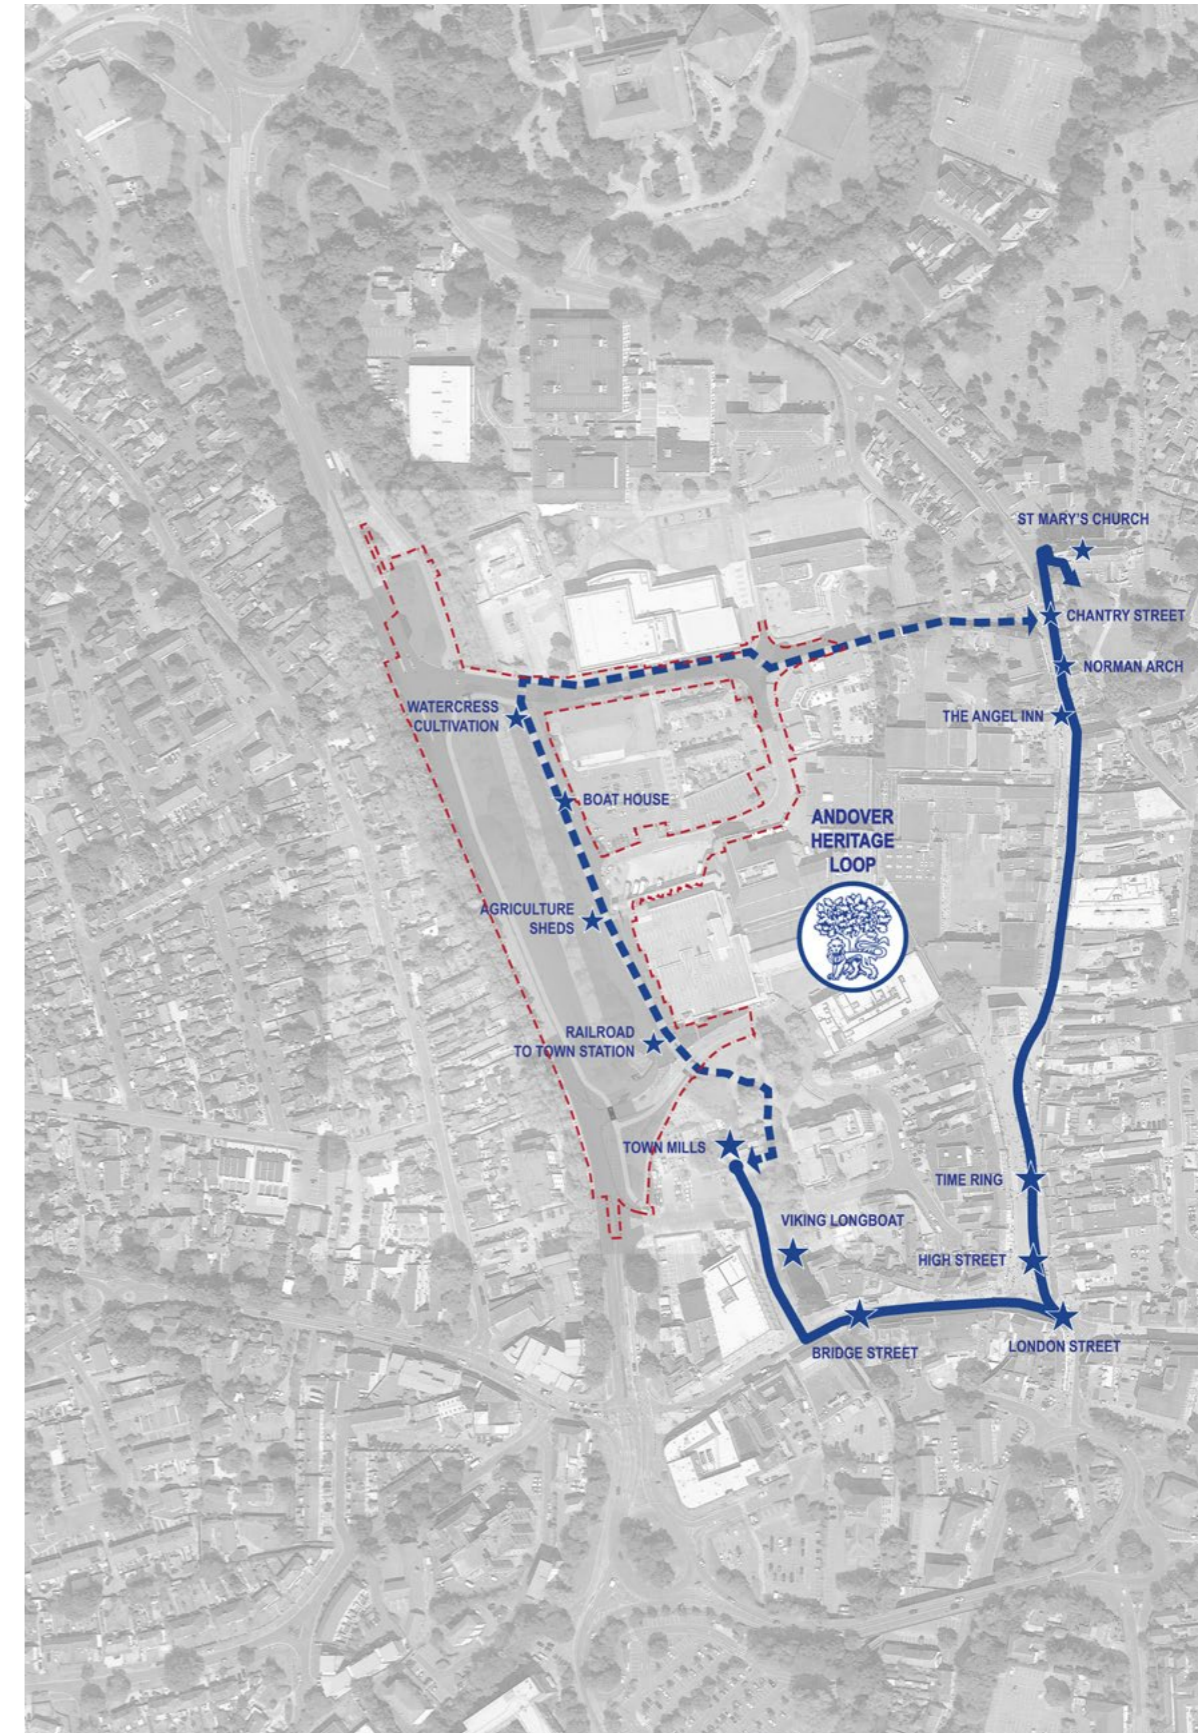 ST MARY'S CHURCH
CHANTRY STREET
NORMAN ARCH
WATERCRESS
CULTIVATION
THE ANGEL INN
BOAT HOUSE
ANDOVER
HERITAGE
LOOP
AGRICULTURE
SHEDS
RAILROAD
TO TOWN STATION
TOWN MILLS
TIME RING
VIKING LONGBOAT
HIGH STREET
BRIDGE STREET
LONDON STREET